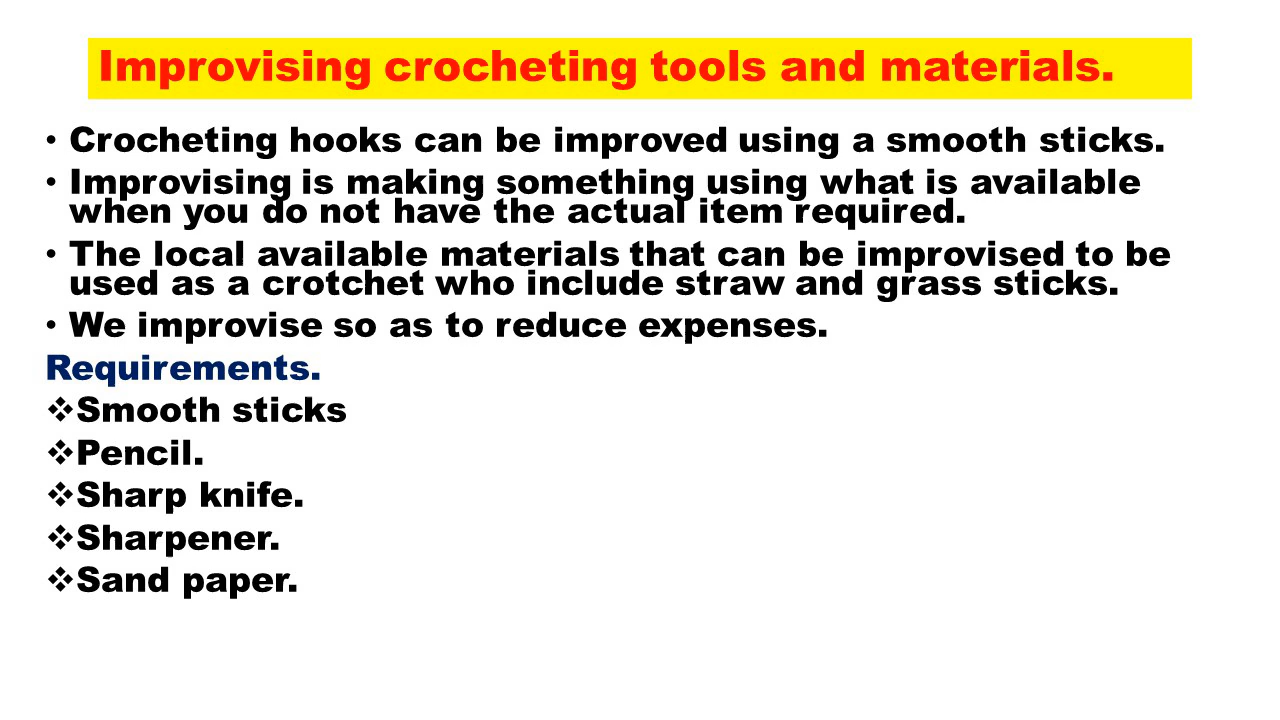 Improvising crocheting tools and materials.
• Crocheting hooks can be improved using a smooth sticks.
• Improvising is making something using what is available
when you do not have the actual item required.
• The local available materials that can be improvised to be
used as a crotchet who include straw and grass sticks.
• We improvise so as to reduce expenses.
Requirements.
❖Smooth sticks
❖Pencil.
❖Sharp knife.
❖Sharpener.
❖Sand paper.